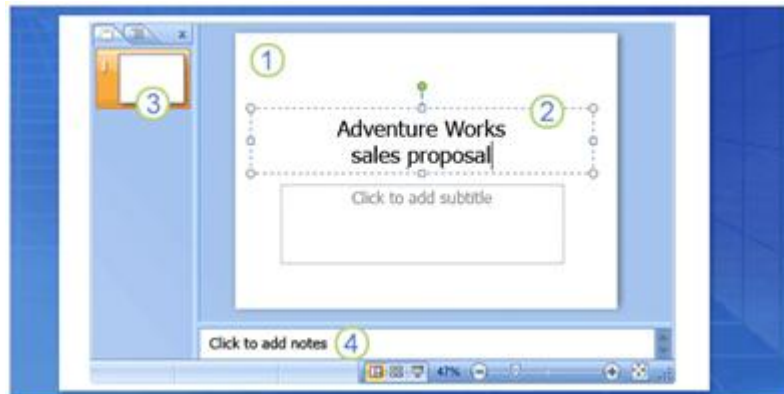 1
2
3
Adventure Works
sales proposal
Click to add subtitle
Click to add notes 4
47%